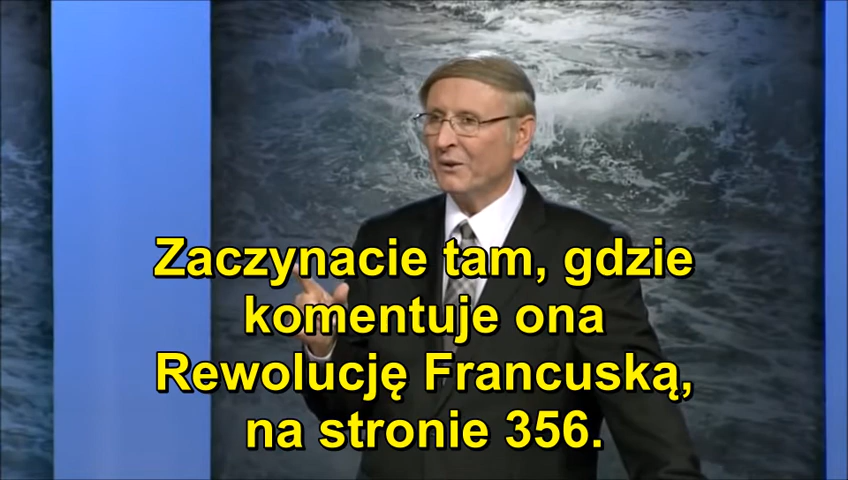 Zaczynacie tam, gdzie
komentuje ona
Rewolucję Francuską,
na stronie 356.